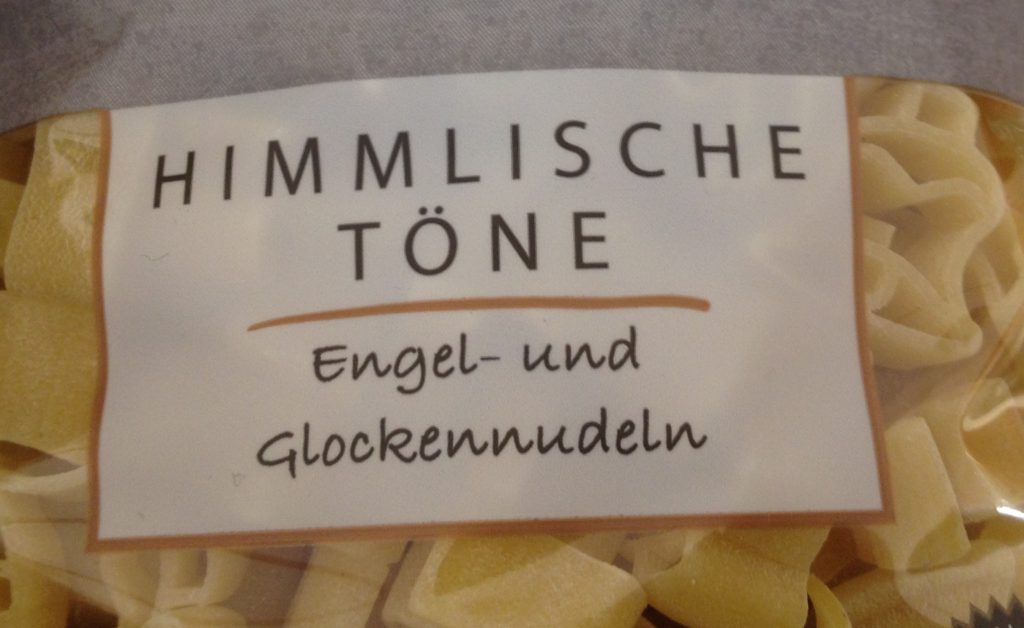 HIMMLISCHE
TÖNE
Engel- und
Glockennudeln